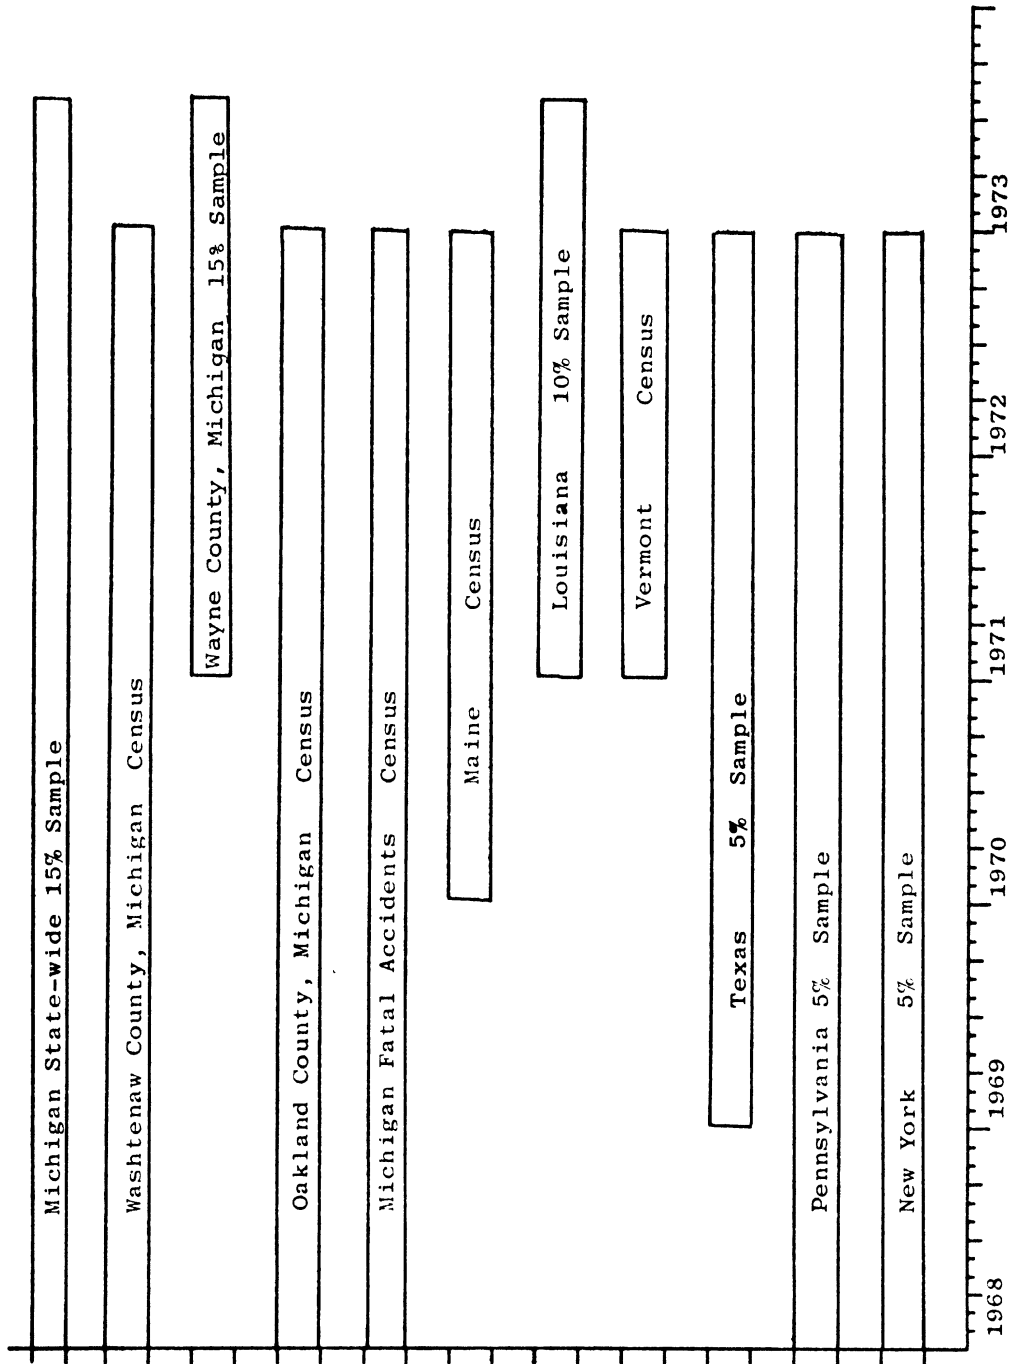 Michigan State-wide 15% Sample
Washtenaw County, Michigan Census
Wayne County, Michigan 15% Sample
Oakland County, Michigan Census
Michigan Fatal Accidents Census
Maine Census
Louisiana 10% Sample
Vermont Census
Texas 5% Sample
Pennsylvania 5% Sample
New York 5% Sample
1968 1969 1970 1971 1972 1973